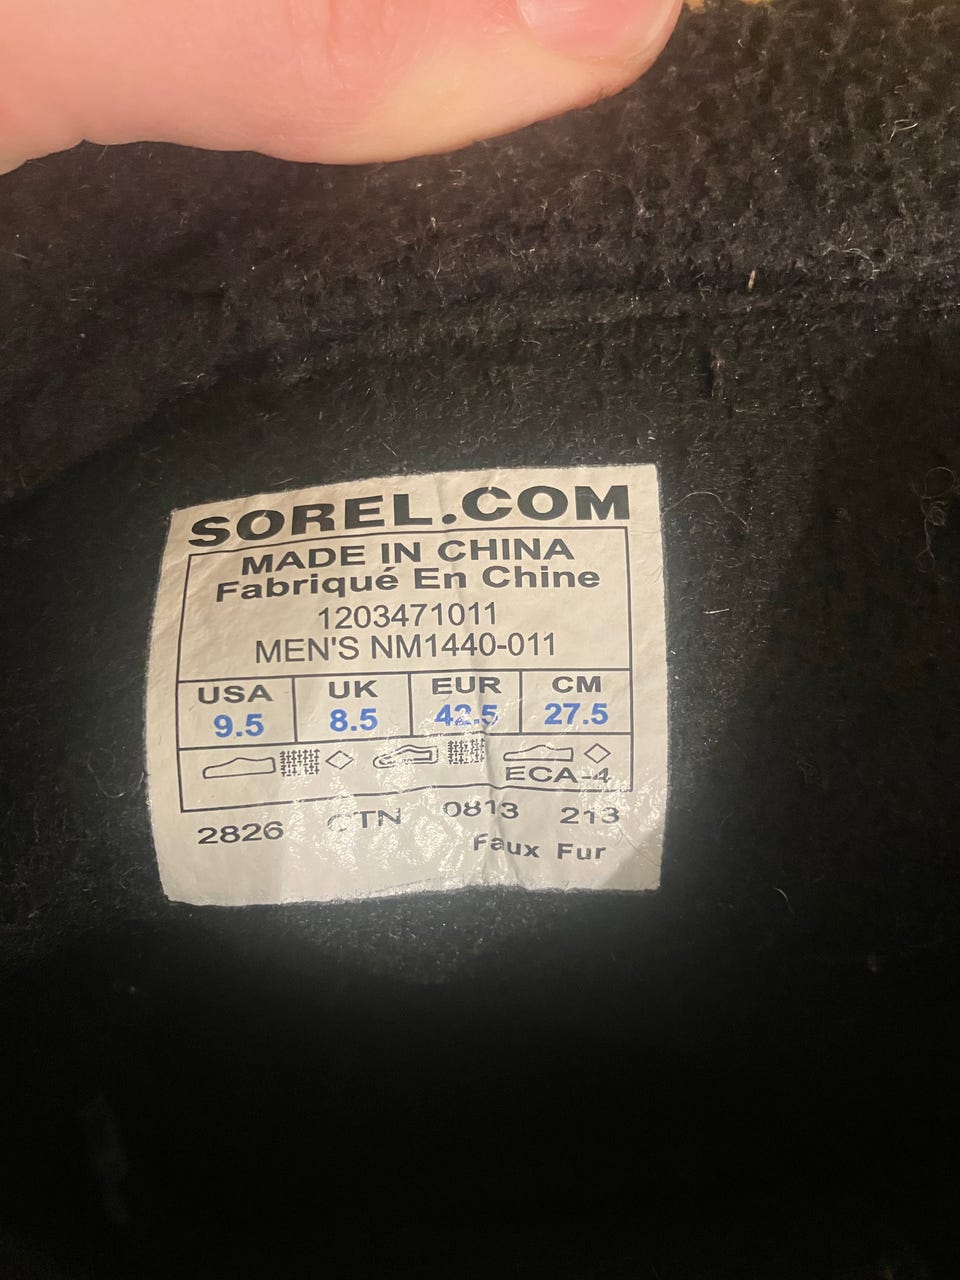 SOREL.COM
MADE IN CHINA
Fabriqué En Chine
1203471011
MEN'S NM1440-011
USA UK EUR CM
9.5 8.5 42.5 27.5
ECA-4
2826 CTN 0813 213
Faux Fur